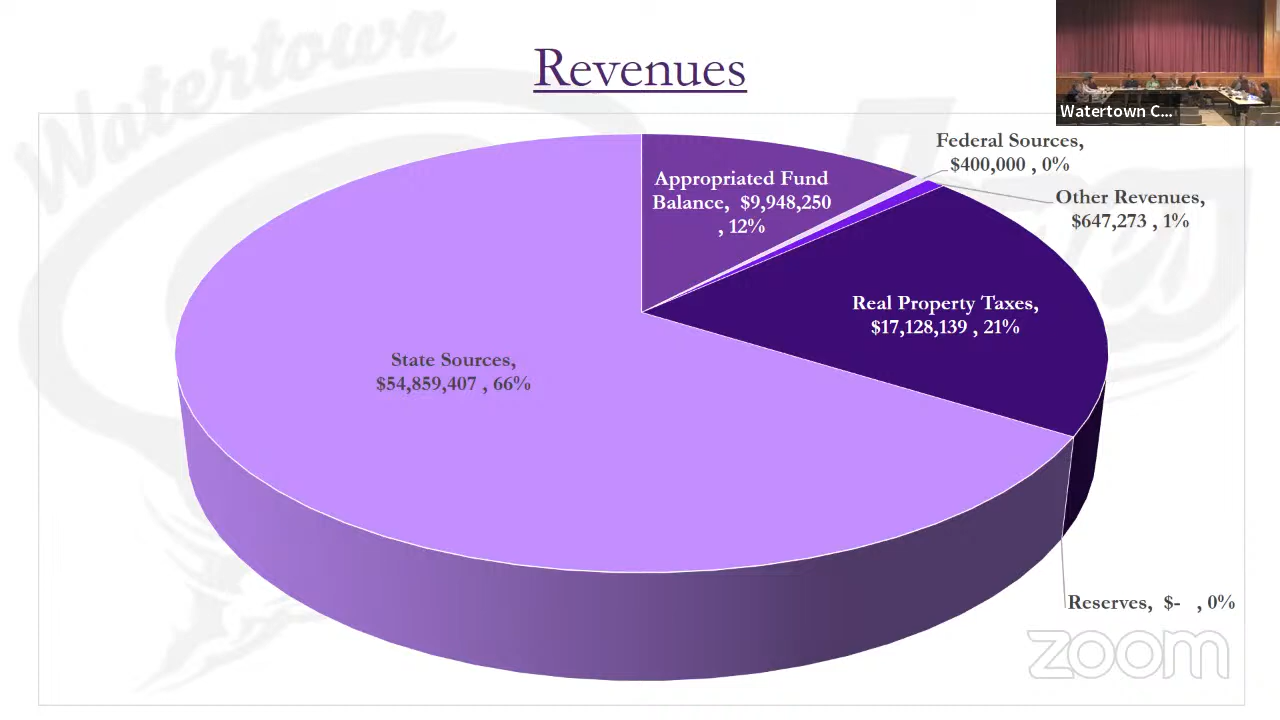 Revenues
Watertown
Watertown C...
Federal Sources,
$400,000 , 0%
Appropriated Fund
Balance, $9,948,250
, 12%
Other Revenues,
$647,273 , 1%
Real Property Taxes,
$17,128,139 , 21%
State Sources,
$54,859,407 , 66%
Reserves, $- , 0%
zoom